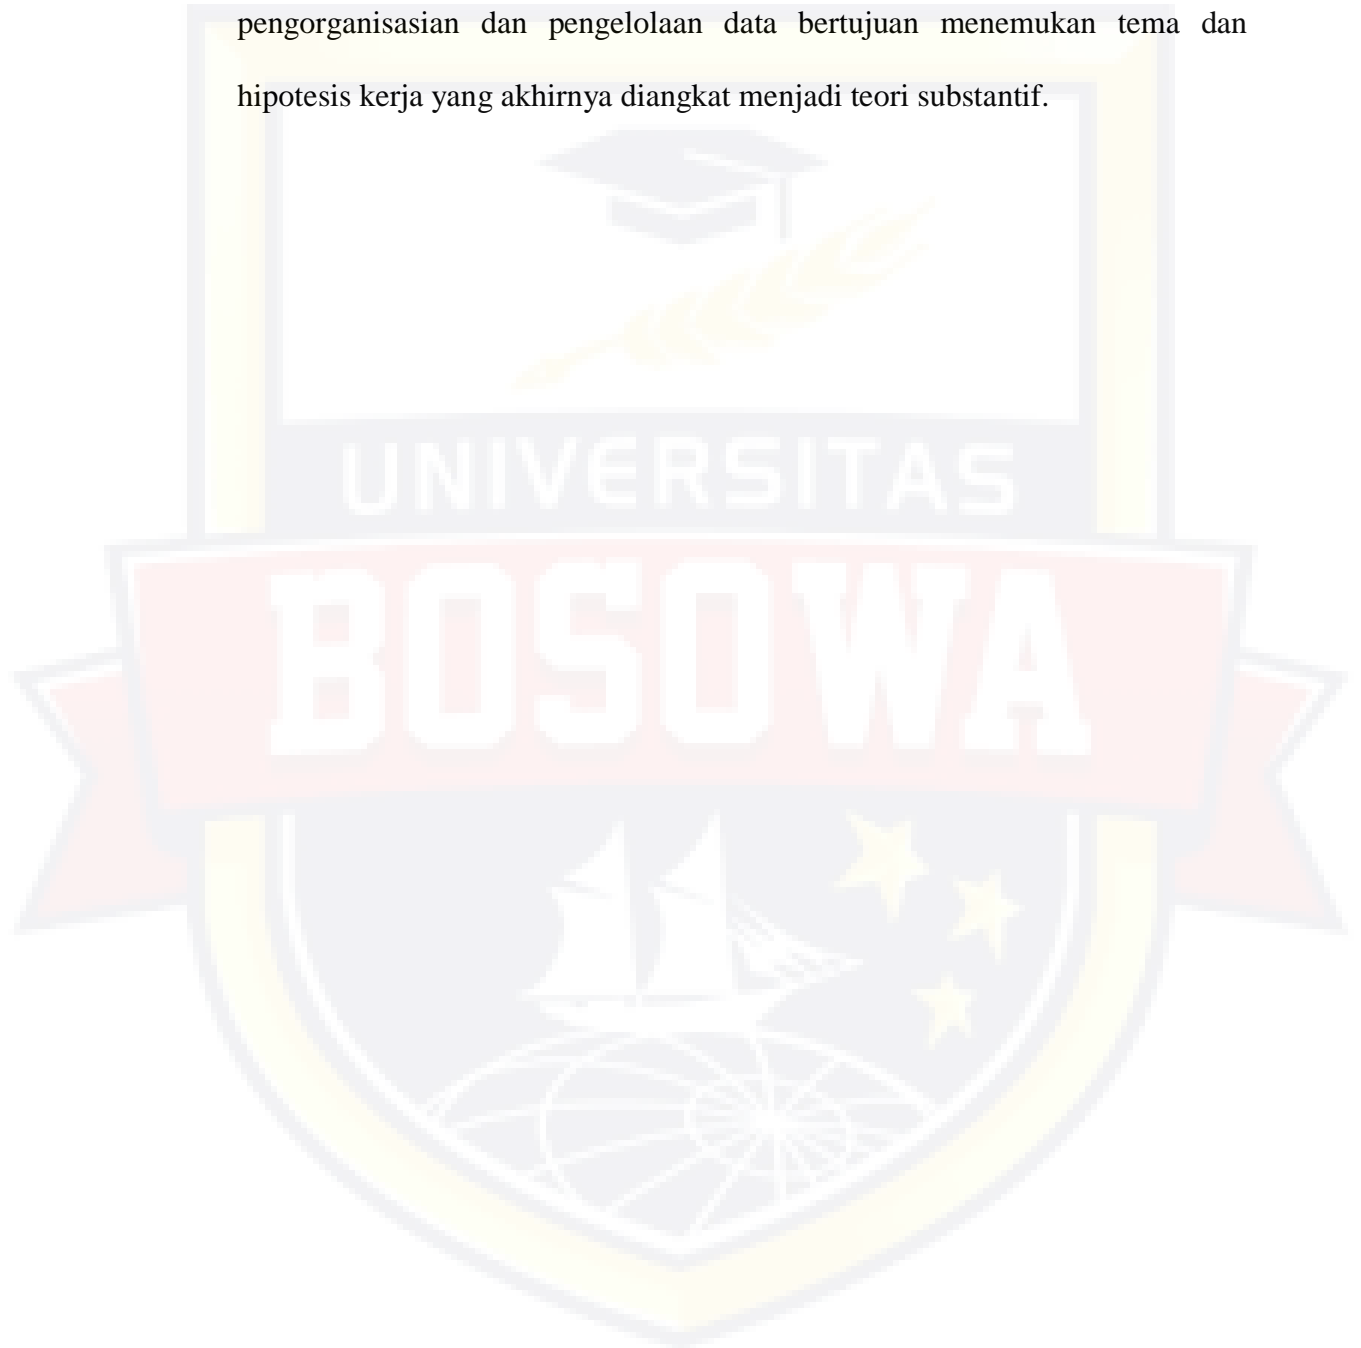 pengorganisasian dan pengelolaan data bertujuan menemukan tema dan
hipotesis kerja yang akhirnya diangkat menjadi teori substantif.
UNIVERSITAS
BOSOWA